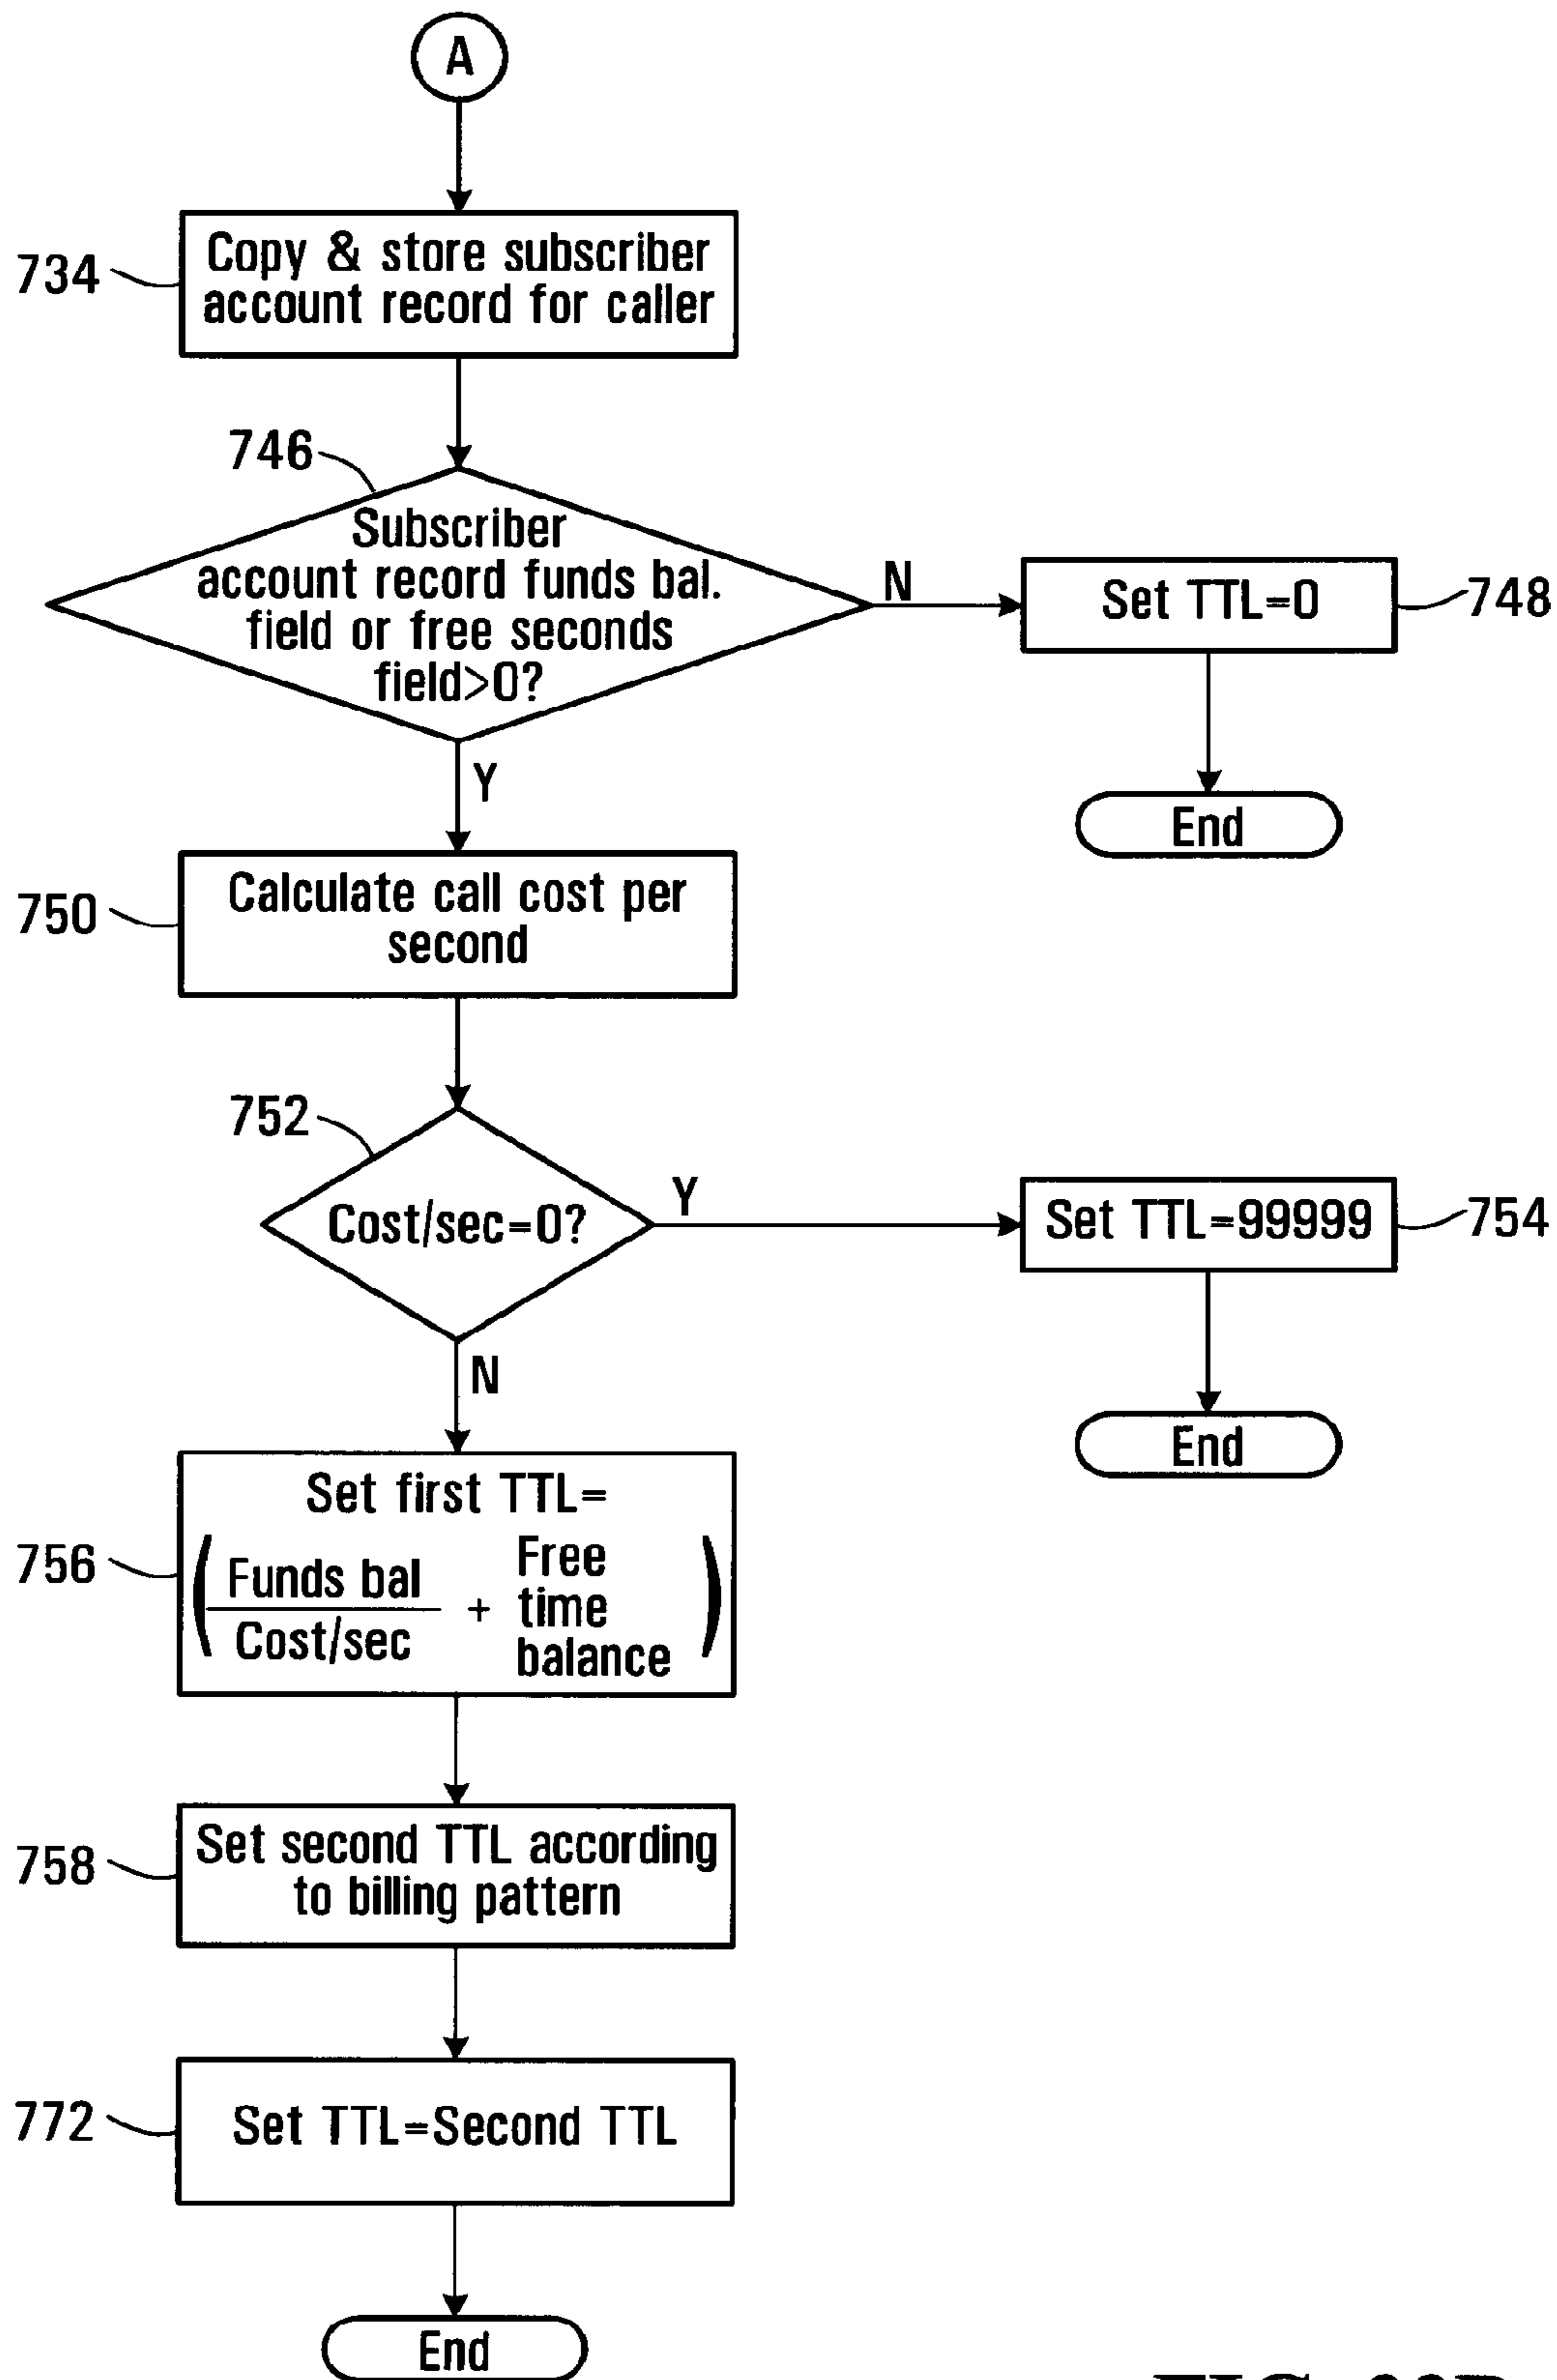 A
734
Copy & store subscriber
account record for caller
746
Subscriber
account record funds bal.
field or free seconds
field>0?
N
Set TTL=0
748
End
Y
750
Calculate call cost per
second
752
Cost/sec=0?
Y
Set TTL=99999
754
End
N
756
Set first TTL=
( Funds bal
Cost/sec
+
Free
time
balance )
758
Set second TTL according
to billing pattern
772
Set TTL=Second TTL
End